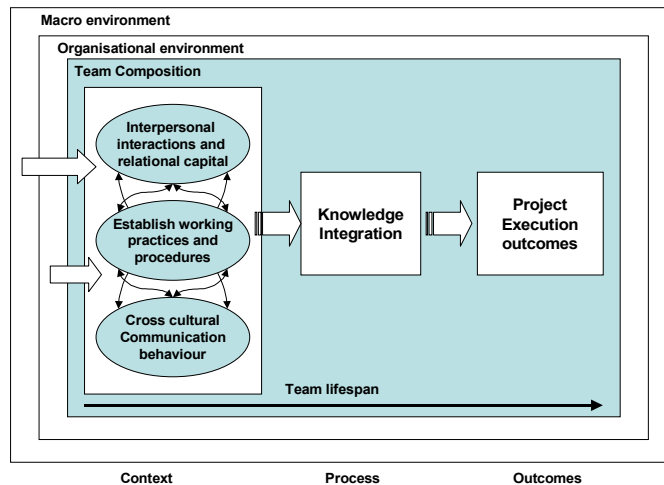 Macro environment
Organisational environment
Team Composition
Interpersonal
interactions and
relational capital
Establish working
practices and
procedures
Cross cultural
Communication
behaviour
Knowledge
Integration
Project
Execution
outcomes
Team lifespan
Context
Process
Outcomes